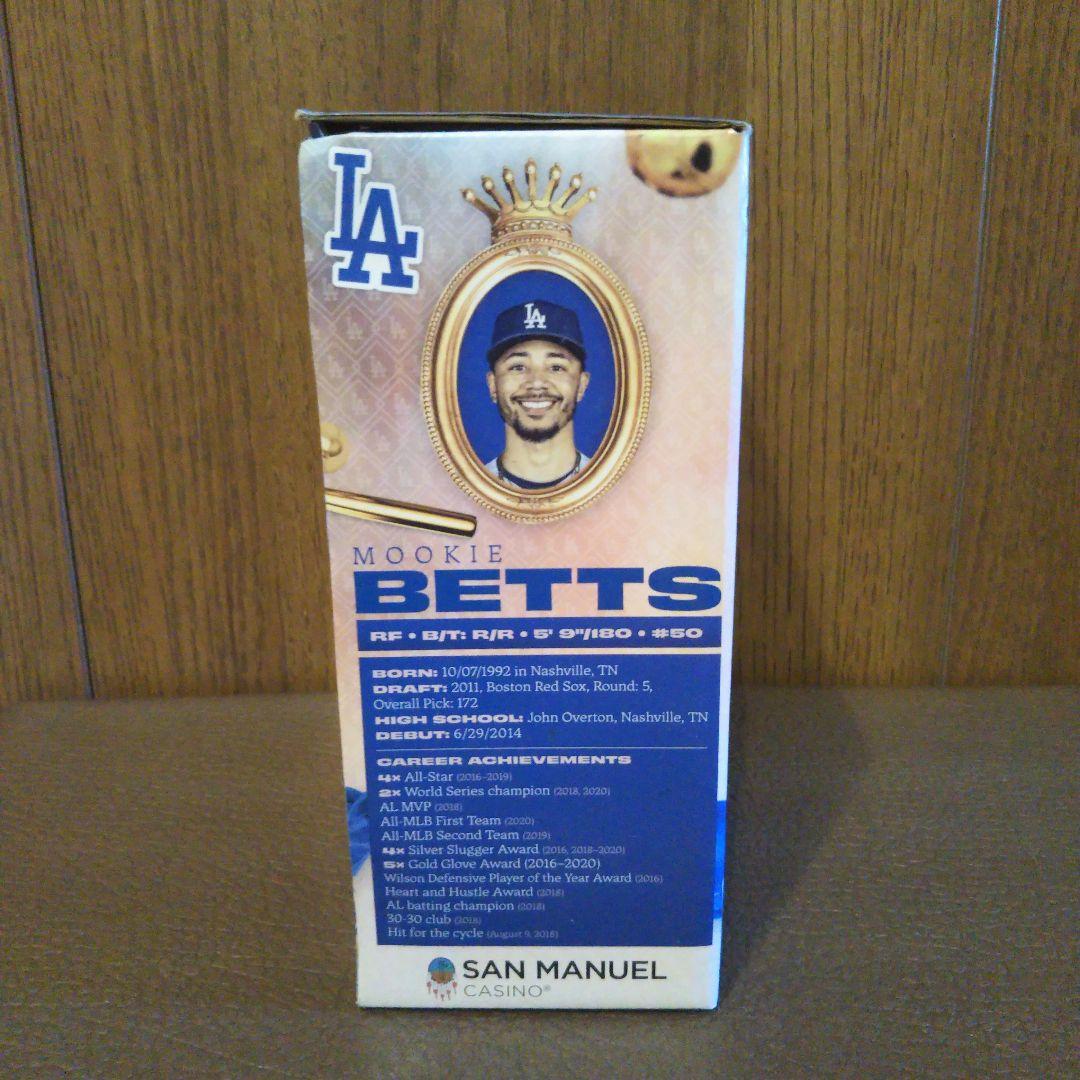 LA
LA
MOOKIE
BETTS
RF • B/T: R/R • 5' 9"/180 • #50
BORN: 10/07/1992 in Nashville, TN
DRAFT: 2011, Boston Red Sox, Round: 5,
Overall Pick: 172
HIGH SCHOOL: John Overton, Nashville, TN
DEBUT: 6/29/2014
CAREER ACHIEVEMENTS
4x All-Star (2016–2019)
2x World Series champion (2018, 2020)
AL MVP (2018)
All-MLB First Team (2020)
All-MLB Second Team (2019)
4x Silver Slugger Award (2016, 2018–2020)
5x Gold Glove Award (2016–2020)
Wilson Defensive Player of the Year Award (2016)
Heart and Hustle Award (2018)
AL batting champion (2018)
30-30 club (2018)
Hit for the cycle (August 9, 2018)
SAN MANUEL
CASINO®